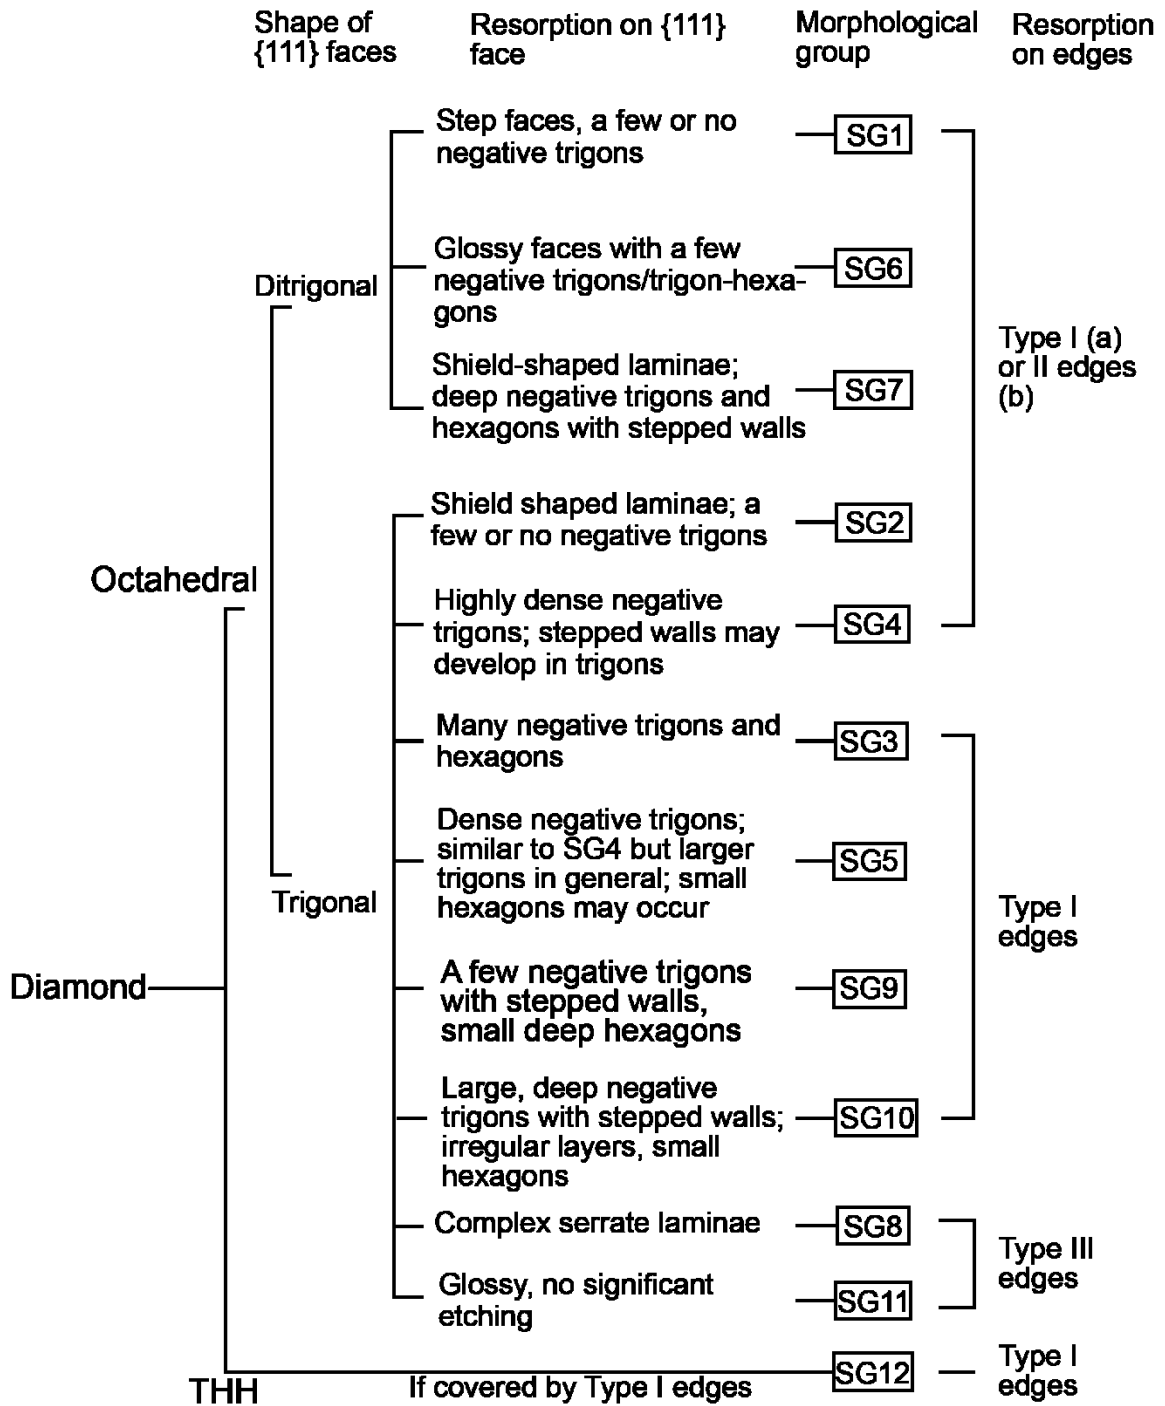 Shape of
{111} faces
Resorption on {111}
face
Morphological
group
Resorption
on edges
Step faces, a few or no
negative trigons
SG1
Glossy faces with a few
negative trigons/trigon-hexa-
gons
SG6
Ditrigonal
Shield-shaped laminae;
deep negative trigons and
hexagons with stepped walls
SG7
Type I (a)
or II edges
(b)
Shield shaped laminae; a
few or no negative trigons
SG2
Octahedral
Highly dense negative
trigons; stepped walls may
develop in trigons
SG4
Many negative trigons and
hexagons
SG3
Dense negative trigons;
similar to SG4 but larger
trigons in general; small
hexagons may occur
SG5
Trigonal
Type I
edges
Diamond
A few negative trigons
with stepped walls,
small deep hexagons
SG9
Large, deep negative
trigons with stepped walls;
irregular layers, small
hexagons
SG10
Complex serrate laminae
SG8
Type III
edges
Glossy, no significant
etching
SG11
THH
If covered by Type I edges
SG12
Type I
edges